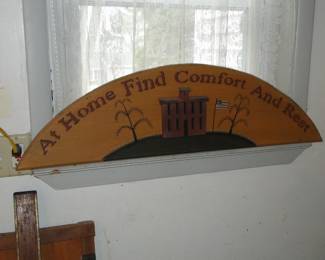 At Home Find Comfort And Rest